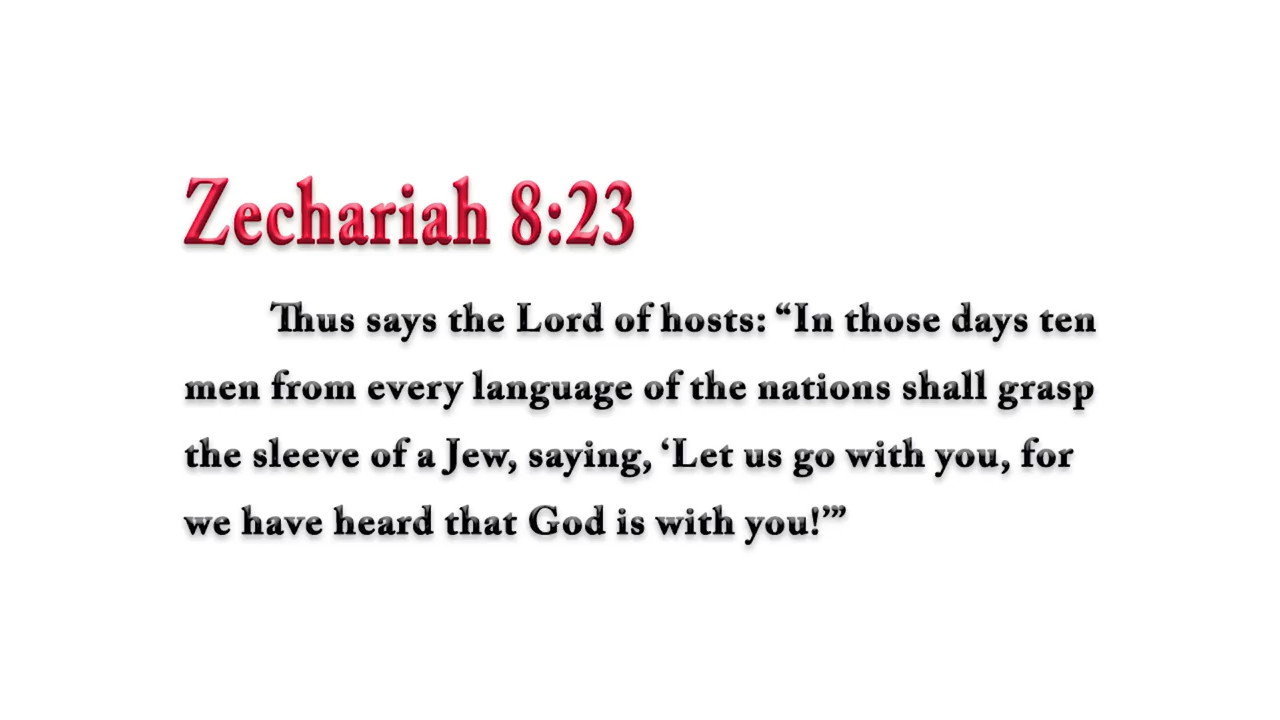 Zechariah 8:23
Thus says the Lord of hosts: “In those days ten
men from every language of the nations shall grasp
the sleeve of a Jew, saying, ‘Let us go with you, for
we have heard that God is with you!’”